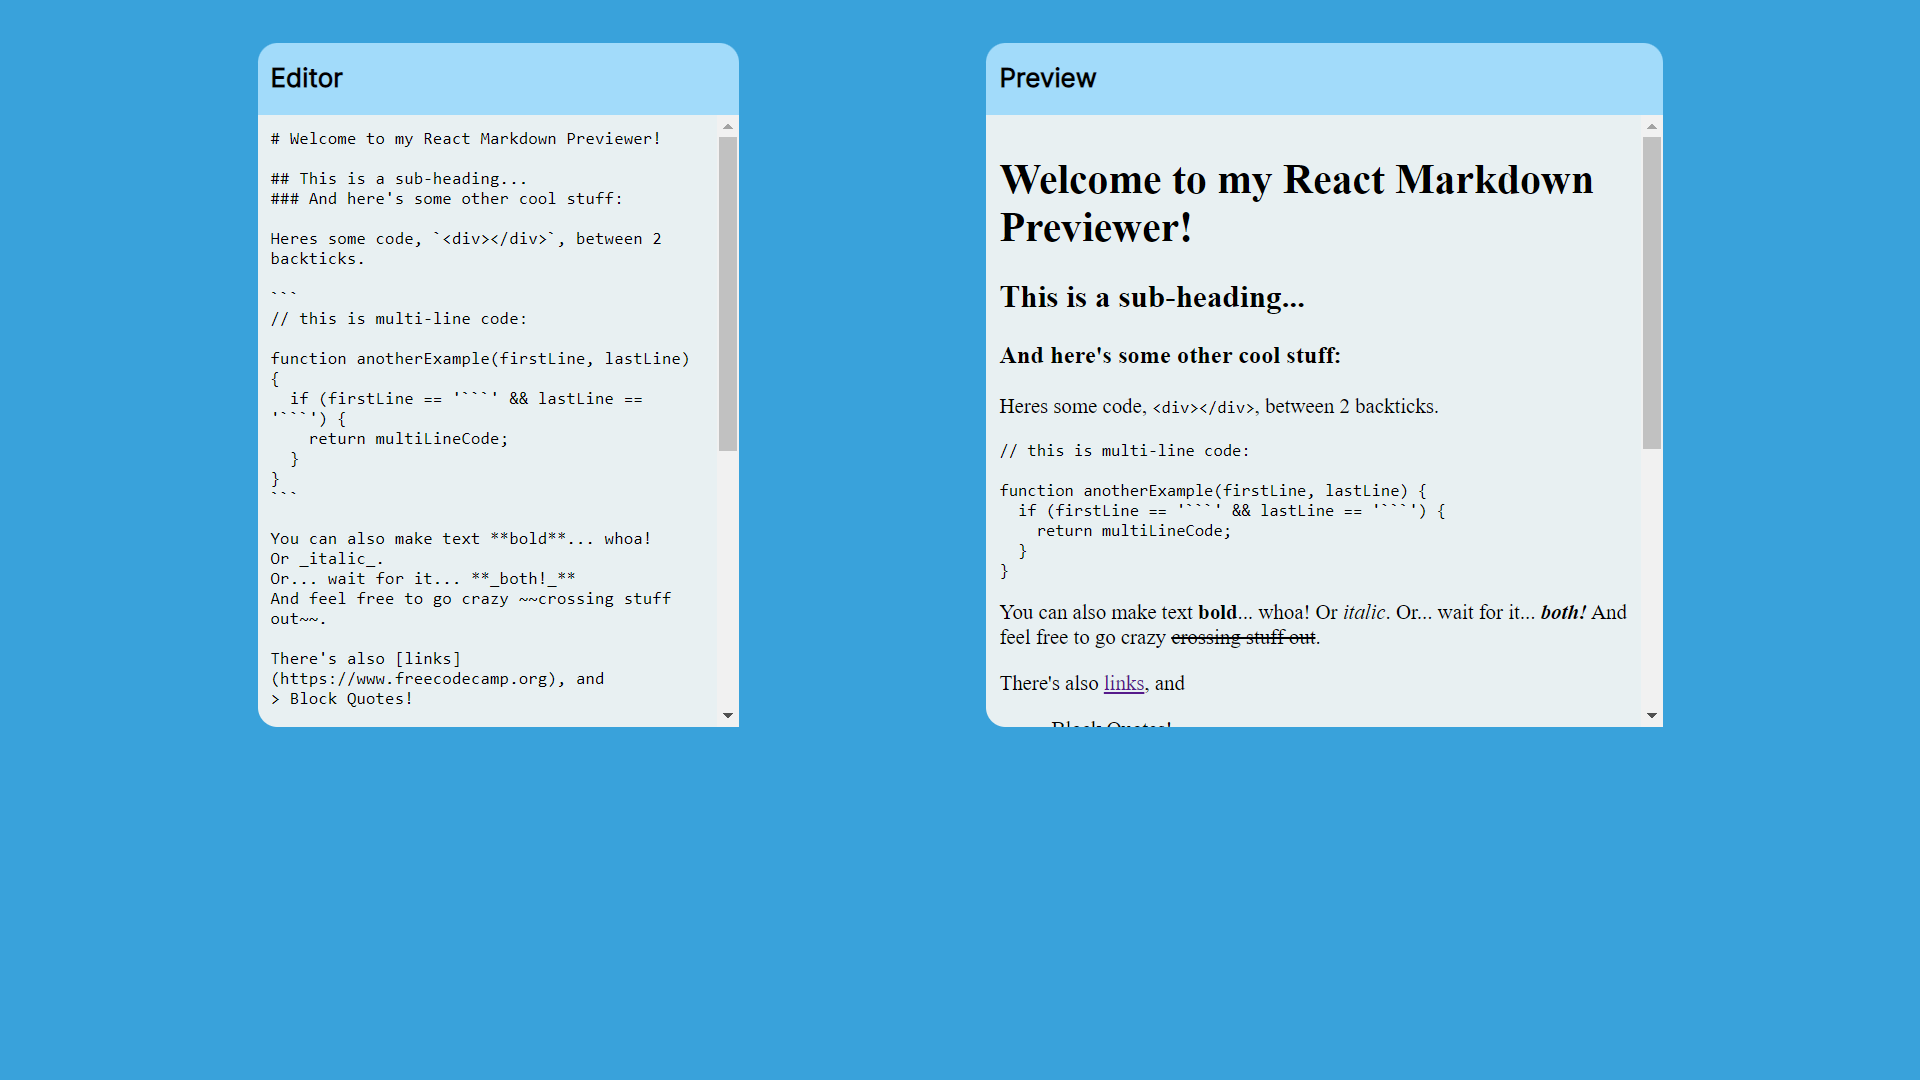 Editor
# Welcome to my React Markdown Previewer!
## This is a sub-heading...
### And here's some other cool stuff:
Heres some code, `<div></div>`, between 2
backticks.
```
// this is multi-line code:
function anotherExample(firstLine, lastLine)
{
  if (firstLine == '```' && lastLine ==
'```') {
    return multiLineCode;
  }
}
```
You can also make text **bold**... whoa!
Or _italic_.
Or... wait for it... **_both!_**
And feel free to go crazy ~~crossing stuff
out~~.
There's also [links]
(https://www.freecodecamp.org), and
> Block Quotes!
Preview
Welcome to my React Markdown
Previewer!
This is a sub-heading...
And here's some other cool stuff:
Heres some code, <div></div>, between 2 backticks.
// this is multi-line code:
function anotherExample(firstLine, lastLine) {
  if (firstLine == '```' && lastLine == '```') {
    return multiLineCode;
  }
}
You can also make text bold... whoa! Or italic. Or... wait for it... both! And
feel free to go crazy crossing stuff out.
There's also links, and
Block Quotes!